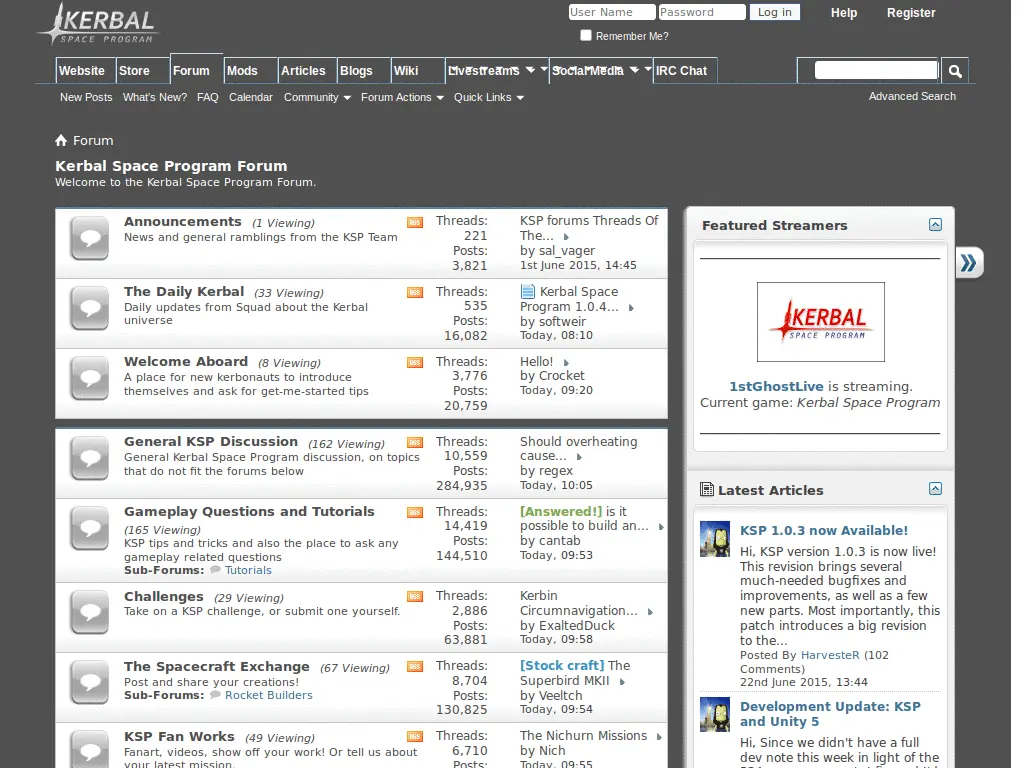 KERBAL
SPACE PROGRAM
User Name Password Log in Help Register
Remember Me?
Website Store Forum Mods Articles Blogs Wiki Livestreams Social Media IRC Chat
New Posts What's New? FAQ Calendar Community Forum Actions Quick Links Advanced Search
Forum
Kerbal Space Program Forum
Welcome to the Kerbal Space Program Forum.
Announcements (1 Viewing)
News and general ramblings from the KSP Team
RSS
Threads:
221
Posts:
3,821
KSP forums Threads Of
The...
by sal_vager
1st June 2015, 14:45
The Daily Kerbal (33 Viewing)
Daily updates from Squad about the Kerbal
universe
RSS
Threads:
535
Posts:
16,082
Kerbal Space
Program 1.0.4...
by softweir
Today, 08:10
Welcome Aboard (8 Viewing)
A place for new kerbonauts to introduce
themselves and ask for get-me-started tips
RSS
Threads:
3,776
Posts:
20,759
Hello!
by Crocket
Today, 09:20
General KSP Discussion (162 Viewing)
General Kerbal Space Program discussion, on topics
that do not fit the forums below
RSS
Threads:
10,559
Posts:
284,935
Should overheating
cause...
by regex
Today, 10:05
Gameplay Questions and Tutorials
(165 Viewing)
KSP tips and tricks and also the place to ask any
gameplay related questions
Sub-Forums: Tutorials
RSS
Threads:
14,419
Posts:
144,510
[Answered!] is it
possible to build an...
by cantab
Today, 09:53
Challenges (29 Viewing)
Take on a KSP challenge, or submit one yourself.
RSS
Threads:
2,886
Posts:
63,881
Kerbin
Circumnavigation...
by ExaltedDuck
Today, 09:58
The Spacecraft Exchange (67 Viewing)
Post and share your creations!
Sub-Forums: Rocket Builders
RSS
Threads:
8,704
Posts:
130,825
[Stock craft] The
Superbird MKII
by Veeltch
Today, 09:54
KSP Fan Works (49 Viewing)
Fanart, videos, show off your work! Or tell us about
your latest mission.
RSS
Threads:
6,710
Posts:
The Nichurn Missions
by Nich
Today, 09:55
Featured Streamers
KERBAL
SPACE PROGRAM
1stGhostLive is streaming.
Current game: Kerbal Space Program
Latest Articles
KSP 1.0.3 now Available!
Hi, KSP version 1.0.3 is now live!
This revision brings several
much-needed bugfixes and
improvements, as well as a few
new parts. Most importantly, this
patch introduces a big revision
to the...
Posted By HarvesteR (102
Comments)
22nd June 2015, 13:44
Development Update: KSP
and Unity 5
Hi, Since we didn't have a full
dev note this week in light of the